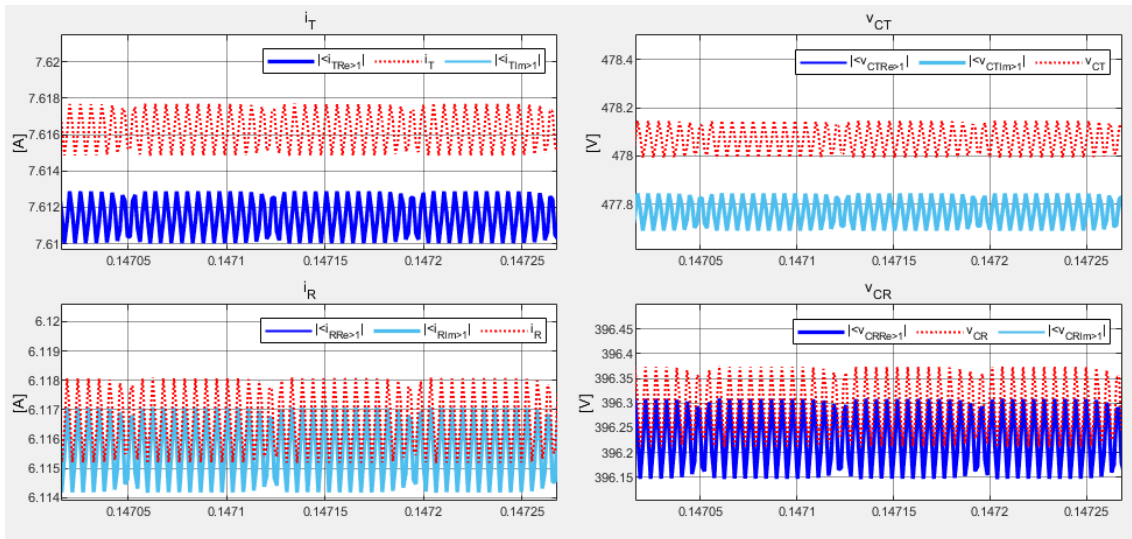 i_T
|<i_TRe>1| i_T |<i_TIm>1|
[A]
7.62
7.618
7.616
7.614
7.612
7.61
0.14705 0.1471 0.14715 0.1472 0.14725
v_CT
|<v_CTRe>1| |<v_CTIm>1| v_CT
[V]
478.4
478.2
478
477.8
0.14705 0.1471 0.14715 0.1472 0.14725
i_R
|<i_RRe>1| |<i_RIm>1| i_R
[A]
6.12
6.119
6.118
6.117
6.116
6.115
6.114
0.14705 0.1471 0.14715 0.1472 0.14725
v_CR
|<v_CRRe>1| v_CR |<v_CRIm>1|
[V]
396.45
396.4
396.35
396.3
396.25
396.2
396.15
0.14705 0.1471 0.14715 0.1472 0.14725